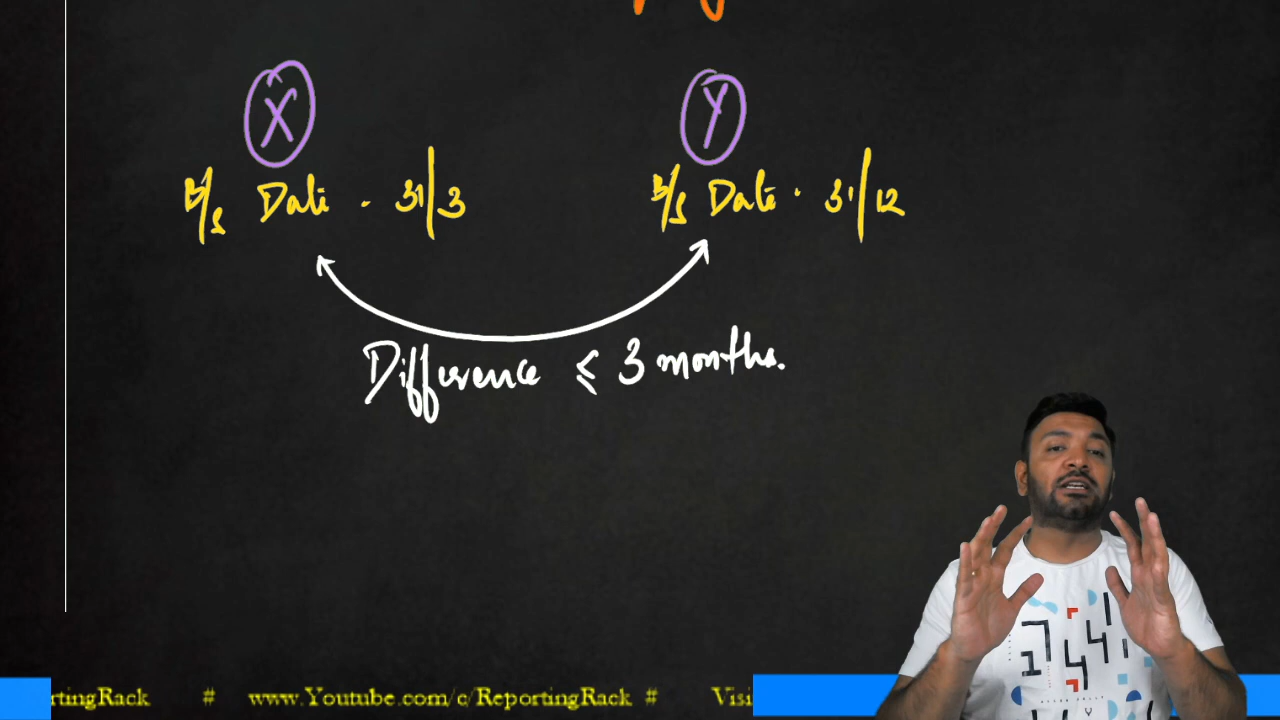 X Y
B/S Date - 31/3 B/S Date - 31/12
Difference ≤ 3 months.
rtingRack # www.Youtube.com/c/ReportingRack # Visi